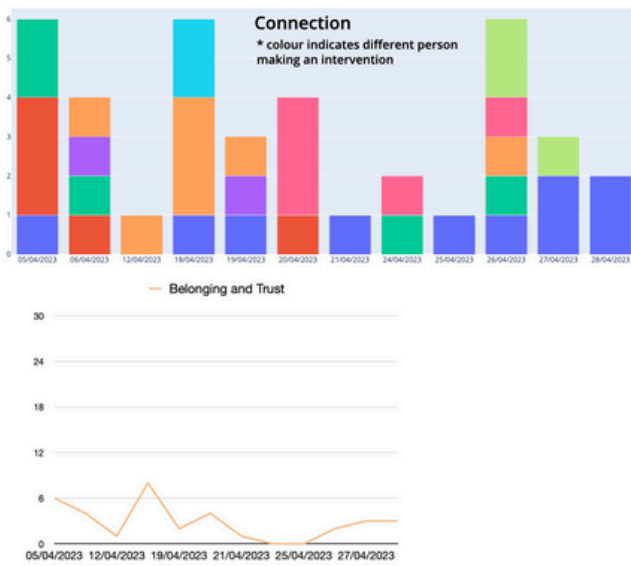 Connection
* colour indicates different person
making an intervention
6
5
4
3
2
1
0
05/04/2023 06/04/2023 12/04/2023 18/04/2023 19/04/2023 20/04/2023 21/04/2023 24/04/2023 25/04/2023 26/04/2023 27/04/2023 28/04/2023
Belonging and Trust
30
24
18
12
6
0
05/04/2023 12/04/2023 19/04/2023 21/04/2023 25/04/2023 27/04/2023